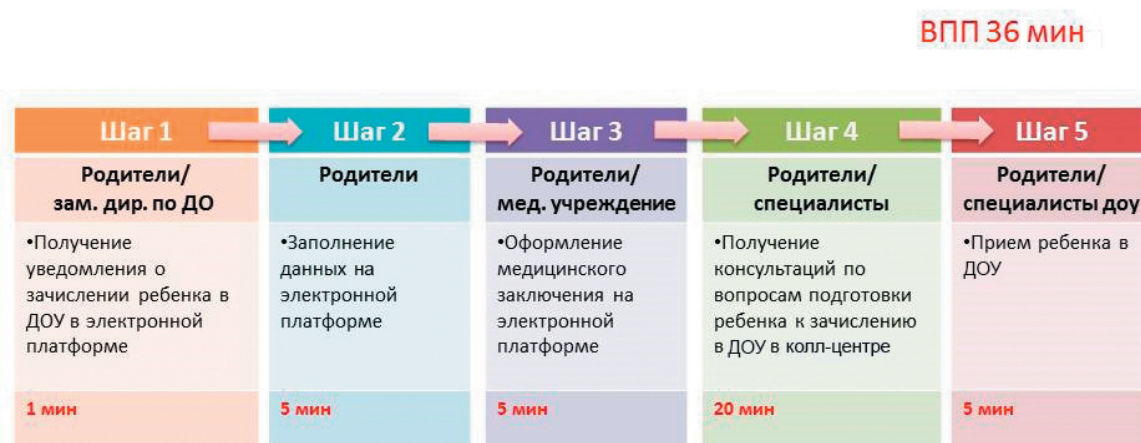 ВПП 36 мин
Шаг 1
Шаг 2
Шаг 3
Шаг 4
Шаг 5
Родители/
зам. дир. по ДО
Родители
Родители/
мед. учреждение
Родители/
специалисты
Родители/
специалисты доу
•Получение
уведомления о
зачислении ребенка в
ДОУ в электронной
платформе
•Заполнение
данных на
электронной
платформе
•Оформление
медицинского
заключения на
электронной
платформе
•Получение
консультаций по
вопросам подготовки
ребенка к зачислению
в ДОУ в колл-центре
•Прием ребенка в
ДОУ
1 мин
5 мин
5 мин
20 мин
5 мин